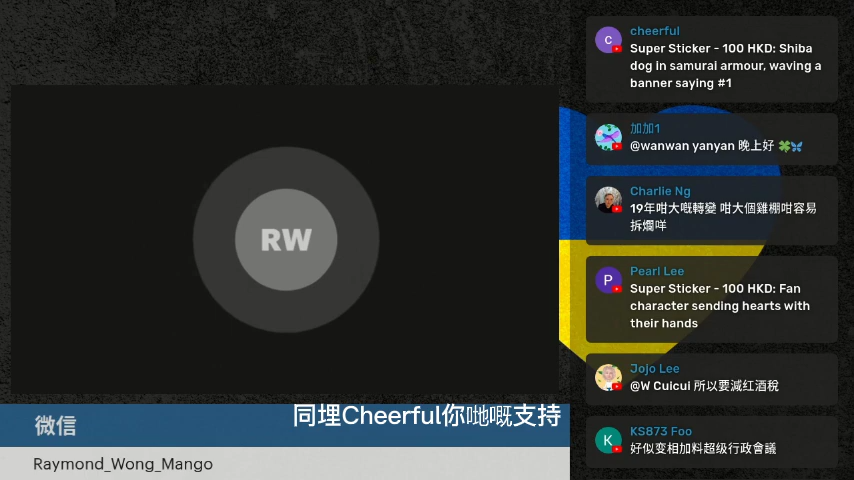 cheerful
Super Sticker - 100 HKD: Shiba
dog in samurai armour, waving a
banner saying #1
加加1
@wanwan yanyan 晚上好 🍀🦋
Charlie Ng
19年咁大嘅轉變 咁大個雞棚咁容易
拆爛咩
Pearl Lee
Super Sticker - 100 HKD: Fan
character sending hearts with
their hands
Jojo Lee
@W Cuicui 所以要減红酒稅
KS873 Foo
好似变相加料超级行政會議
C
P
K
RW
同埋Cheerful你哋嘅支持
微信
Raymond_Wong_Mango